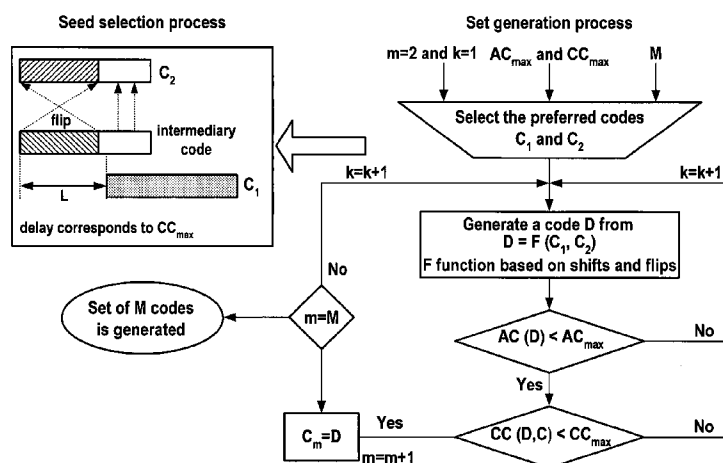 Seed selection process
C2
flip
intermediary
code
C1
L
delay corresponds to CCmax
Set generation process
m=2 and k=1
ACmax and CCmax
M
Select the preferred codes
C1 and C2
k=k+1
k=k+1
Generate a code D from
D = F (C1, C2)
F function based on shifts and flips
No
Set of M codes
is generated
m=M
AC (D) < ACmax
No
Yes
Cm=D
Yes
m=m+1
CC (D,C) < CCmax
No